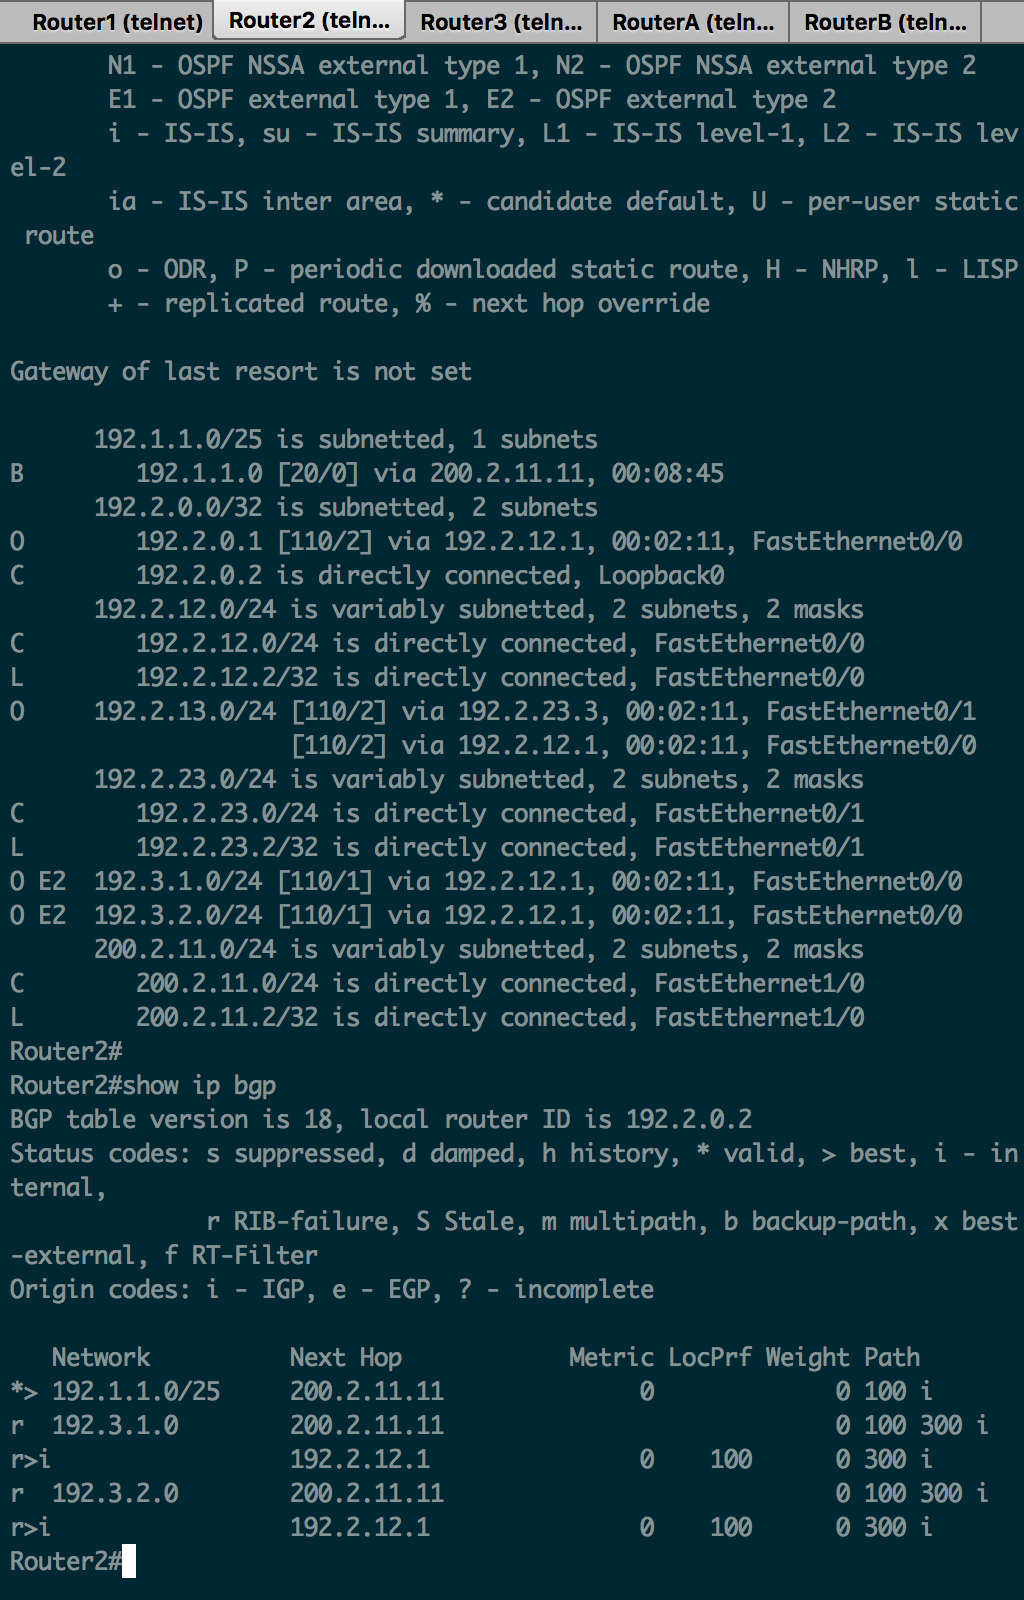 Router1 (telnet) Router2 (teln... Router3 (teln... RouterA (teln... RouterB (teln...
       N1 - OSPF NSSA external type 1, N2 - OSPF NSSA external type 2
       E1 - OSPF external type 1, E2 - OSPF external type 2
       i - IS-IS, su - IS-IS summary, L1 - IS-IS level-1, L2 - IS-IS lev
el-2
       ia - IS-IS inter area, * - candidate default, U - per-user static
 route
       o - ODR, P - periodic downloaded static route, H - NHRP, l - LISP
       + - replicated route, % - next hop override

Gateway of last resort is not set

      192.1.1.0/25 is subnetted, 1 subnets
B        192.1.1.0 [20/0] via 200.2.11.11, 00:08:45
      192.2.0.0/32 is subnetted, 2 subnets
O        192.2.0.1 [110/2] via 192.2.12.1, 00:02:11, FastEthernet0/0
C        192.2.0.2 is directly connected, Loopback0
      192.2.12.0/24 is variably subnetted, 2 subnets, 2 masks
C        192.2.12.0/24 is directly connected, FastEthernet0/0
L        192.2.12.2/32 is directly connected, FastEthernet0/0
O     192.2.13.0/24 [110/2] via 192.2.23.3, 00:02:11, FastEthernet0/1
                    [110/2] via 192.2.12.1, 00:02:11, FastEthernet0/0
      192.2.23.0/24 is variably subnetted, 2 subnets, 2 masks
C        192.2.23.0/24 is directly connected, FastEthernet0/1
L        192.2.23.2/32 is directly connected, FastEthernet0/1
O E2  192.3.1.0/24 [110/1] via 192.2.12.1, 00:02:11, FastEthernet0/0
O E2  192.3.2.0/24 [110/1] via 192.2.12.1, 00:02:11, FastEthernet0/0
      200.2.11.0/24 is variably subnetted, 2 subnets, 2 masks
C        200.2.11.0/24 is directly connected, FastEthernet1/0
L        200.2.11.2/32 is directly connected, FastEthernet1/0
Router2#
Router2#show ip bgp
BGP table version is 18, local router ID is 192.2.0.2
Status codes: s suppressed, d damped, h history, * valid, > best, i - in
ternal,
              r RIB-failure, S Stale, m multipath, b backup-path, x best
-external, f RT-Filter
Origin codes: i - IGP, e - EGP, ? - incomplete

   Network          Next Hop            Metric LocPrf Weight Path
*> 192.1.1.0/25     200.2.11.11              0             0 100 i
r  192.3.1.0        200.2.11.11                            0 100 300 i
r>i                 192.2.12.1               0    100      0 300 i
r  192.3.2.0        200.2.11.11                            0 100 300 i
r>i                 192.2.12.1               0    100      0 300 i
Router2#